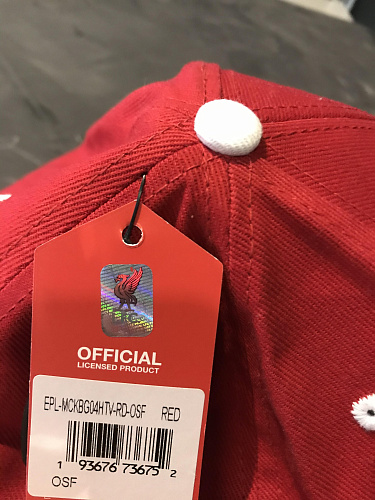 OFFICIAL
LICENSED PRODUCT
EPL-MCKBG04HTV-RD-OSF RED
1 93676 73675 2
OSF